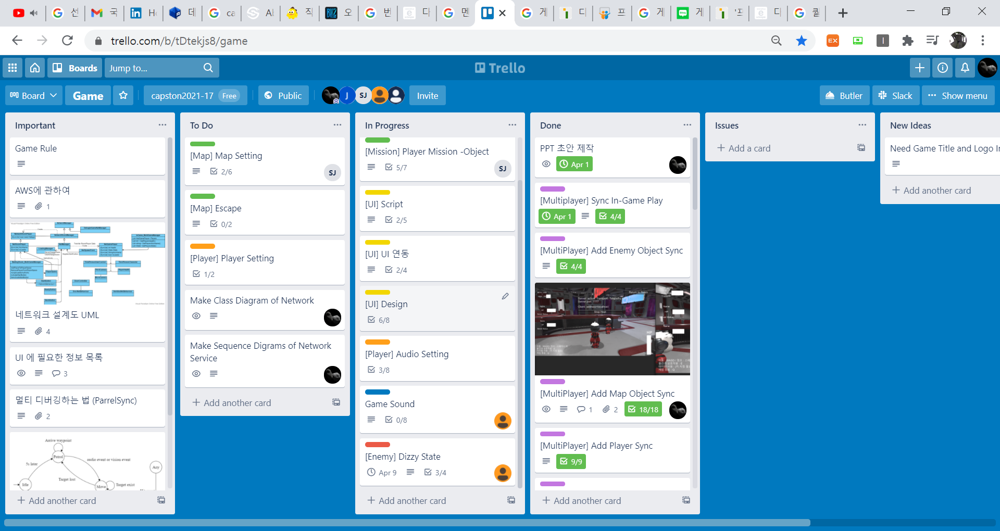 선
국
Ho
데
ca
AI
직
오
번
다
멘
게
디
프
게
게
'프
디
퀄
trello.com/b/tDtekjs8/game
Boards
Jump to...
Trello
Board
Game
capston2021-17 Free
Public
J
SJ
Invite
Butler
Slack
Show menu
Important
Game Rule
AWS에 관하여
1
네트워크 설계도 UML
4
UI 에 필요한 정보 목록
3
멀티 디버깅하는 법 (ParrelSync)
2
Arrive waypoint
Patrol
5s later
audio event or vision event
Any
Target lost
Idle
Move
Target exist
+ Add another card
To Do
[Map] Map Setting
2/6
SJ
[Map] Escape
0/2
[Player] Player Setting
1/2
Make Class Diagram of Network
Make Sequence Digrams of Network
Service
+ Add another card
In Progress
[Mission] Player Mission -Object
5/7
SJ
[UI] Script
2/5
[UI] UI 연동
2/4
[UI] Design
6/8
[Player] Audio Setting
3/8
Game Sound
0/8
[Enemy] Dizzy State
Apr 9
3/4
+ Add another card
Done
PPT 초안 제작
Apr 1
[Multiplayer] Sync In-Game Play
Apr 1
4/4
[MultiPlayer] Add Enemy Object Sync
4/4
[MultiPlayer] Add Map Object Sync
1
2
18/18
[MultiPlayer] Add Player Sync
9/9
+ Add another card
Issues
+ Add a card
New Ideas
Need Game Title and Logo I
+ Add another card